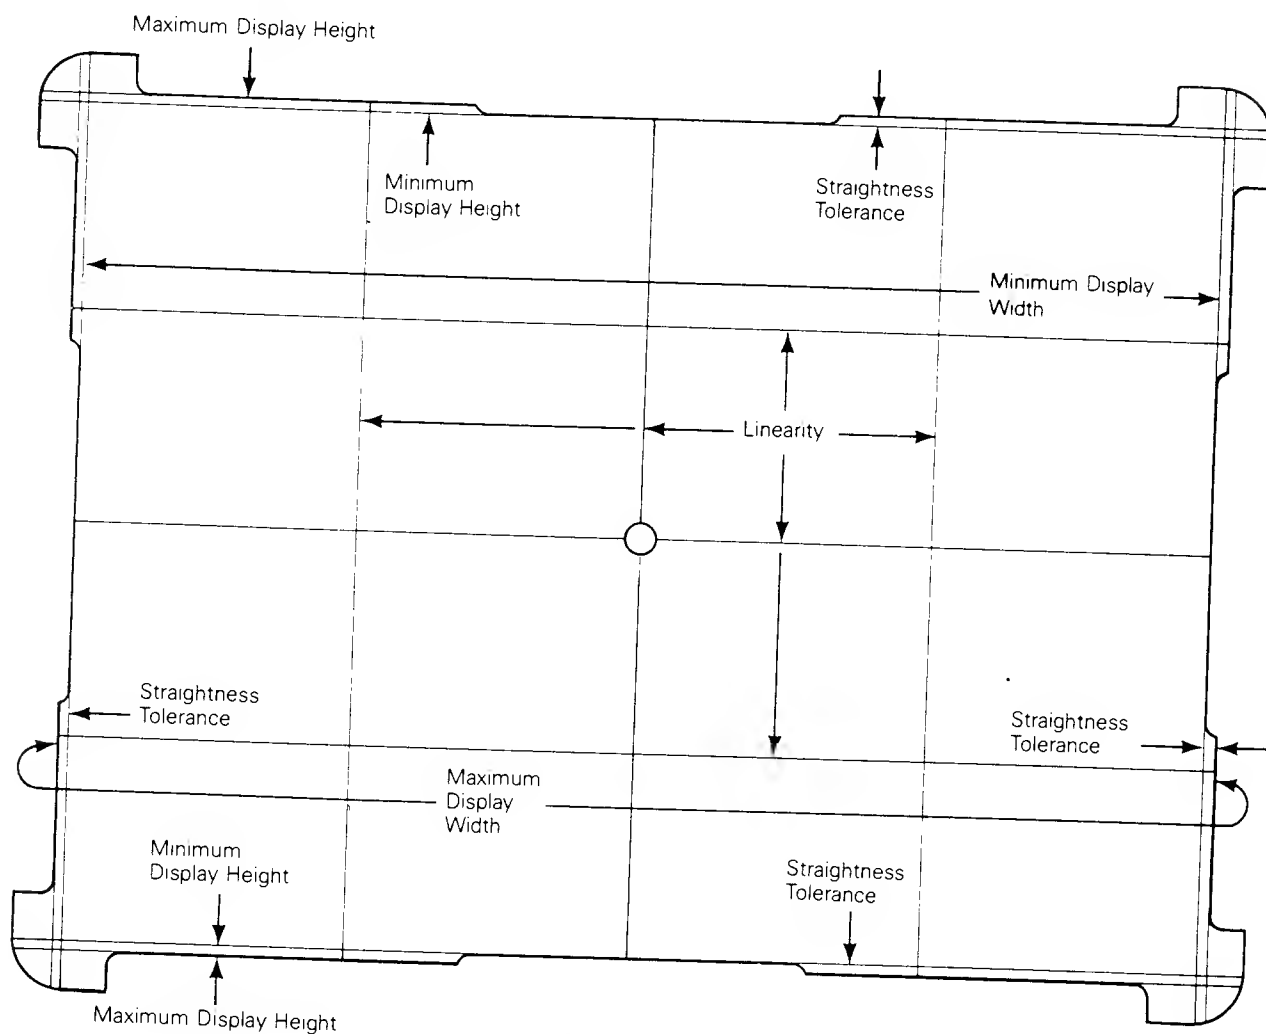 Maximum Display Height
Minimum
Display Height
Straightness
Tolerance
Minimum Display
Width
Linearity
Straightness
Tolerance
Straightness
Tolerance
Maximum
Display
Width
Minimum
Display Height
Straightness
Tolerance
Maximum Display Height